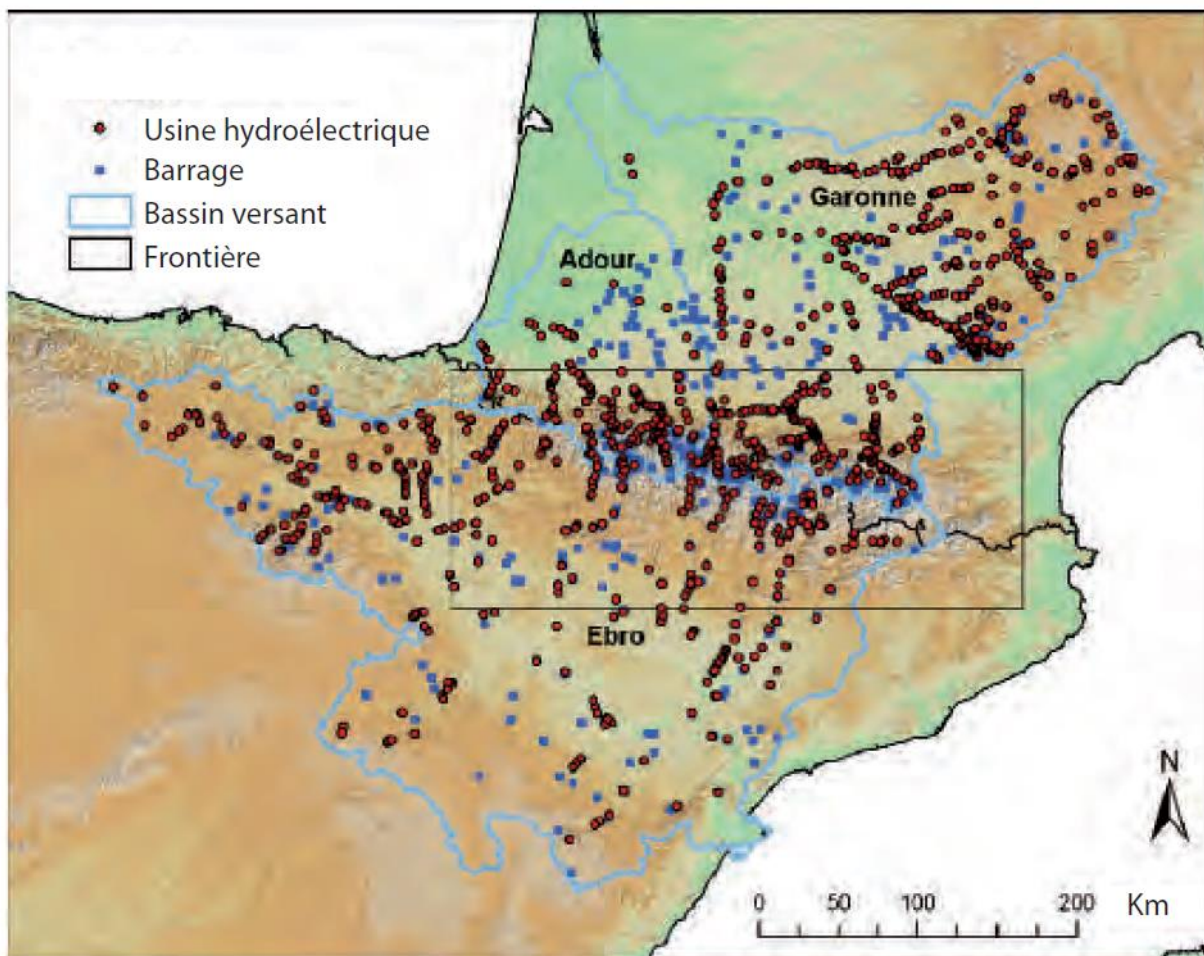 Usine hydroélectrique
Barrage
Bassin versant
Frontière
Garonne
Adour
Ebro
N
0 50 100 200 Km